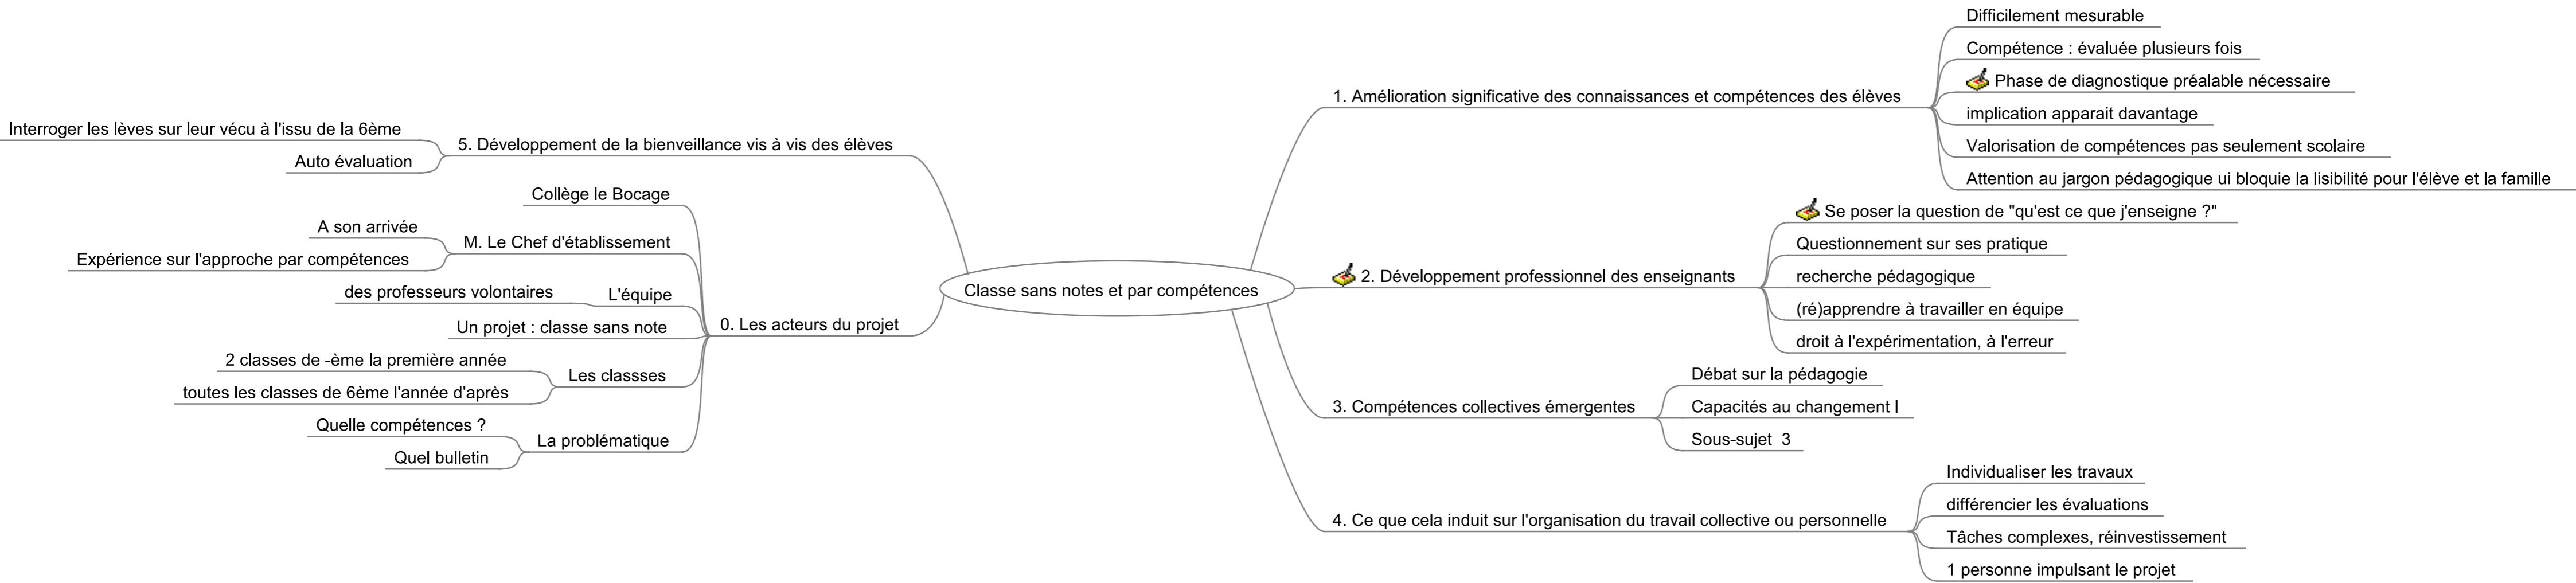 Classe sans notes et par compétences
0. Les acteurs du projet
Collège le Bocage
M. Le Chef d'établissement
A son arrivée
Expérience sur l'approche par compétences
L'équipe
des professeurs volontaires
Un projet : classe sans note
Les classses
2 classes de -ème la première année
toutes les classes de 6ème l'année d'après
La problématique
Quelle compétences ?
Quel bulletin
1. Amélioration significative des connaissances et compétences des élèves
Difficilement mesurable
Compétence : évaluée plusieurs fois
Phase de diagnostique préalable nécessaire
implication apparait davantage
Valorisation de compétences pas seulement scolaire
Attention au jargon pédagogique ui bloquie la lisibilité pour l'élève et la famille
2. Développement professionnel des enseignants
Se poser la question de "qu'est ce que j'enseigne ?"
Questionnement sur ses pratique
recherche pédagogique
(ré)apprendre à travailler en équipe
droit à l'expérimentation, à l'erreur
3. Compétences collectives émergentes
Débat sur la pédagogie
Capacités au changement I
Sous-sujet  3
4. Ce que cela induit sur l'organisation du travail collective ou personnelle
Individualiser les travaux
différencier les évaluations
Tâches complexes, réinvestissement
1 personne impulsant le projet
5. Développement de la bienveillance vis à vis des élèves
Interroger les lèves sur leur vécu à l'issu de la 6ème
Auto évaluation